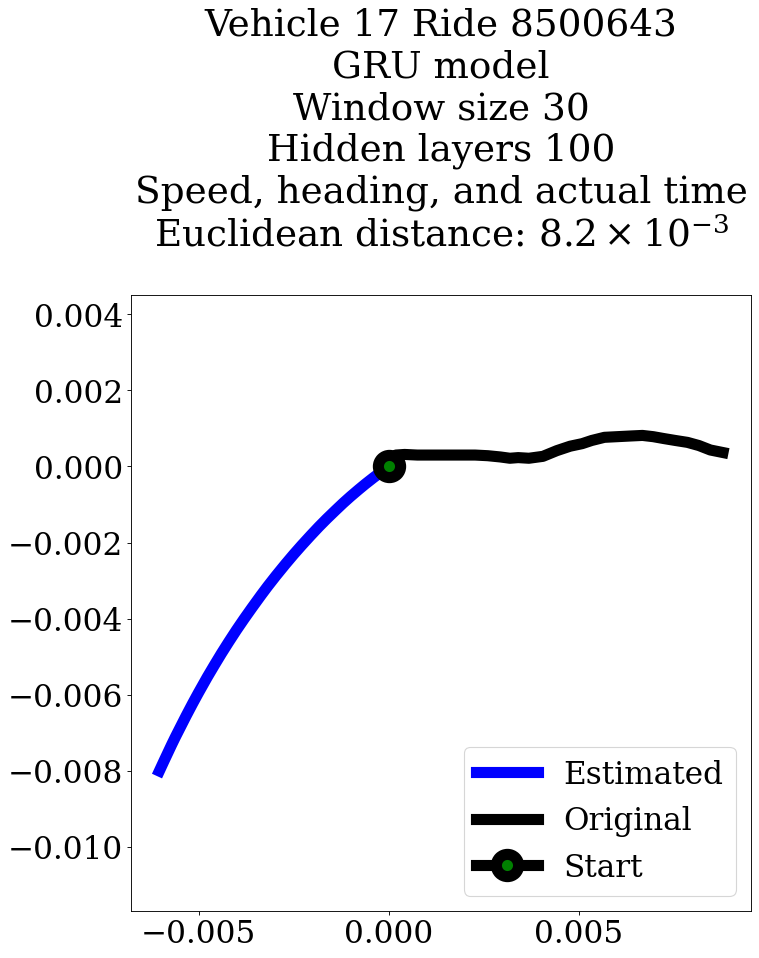 Vehicle 17 Ride 8500643
GRU model
Window size 30
Hidden layers 100
Speed, heading, and actual time
Euclidean distance: 8.2 × 10⁻³
0.004
0.002
0.000
−0.002
−0.004
−0.006
−0.008
−0.010
Estimated
Original
Start
−0.005 0.000 0.005